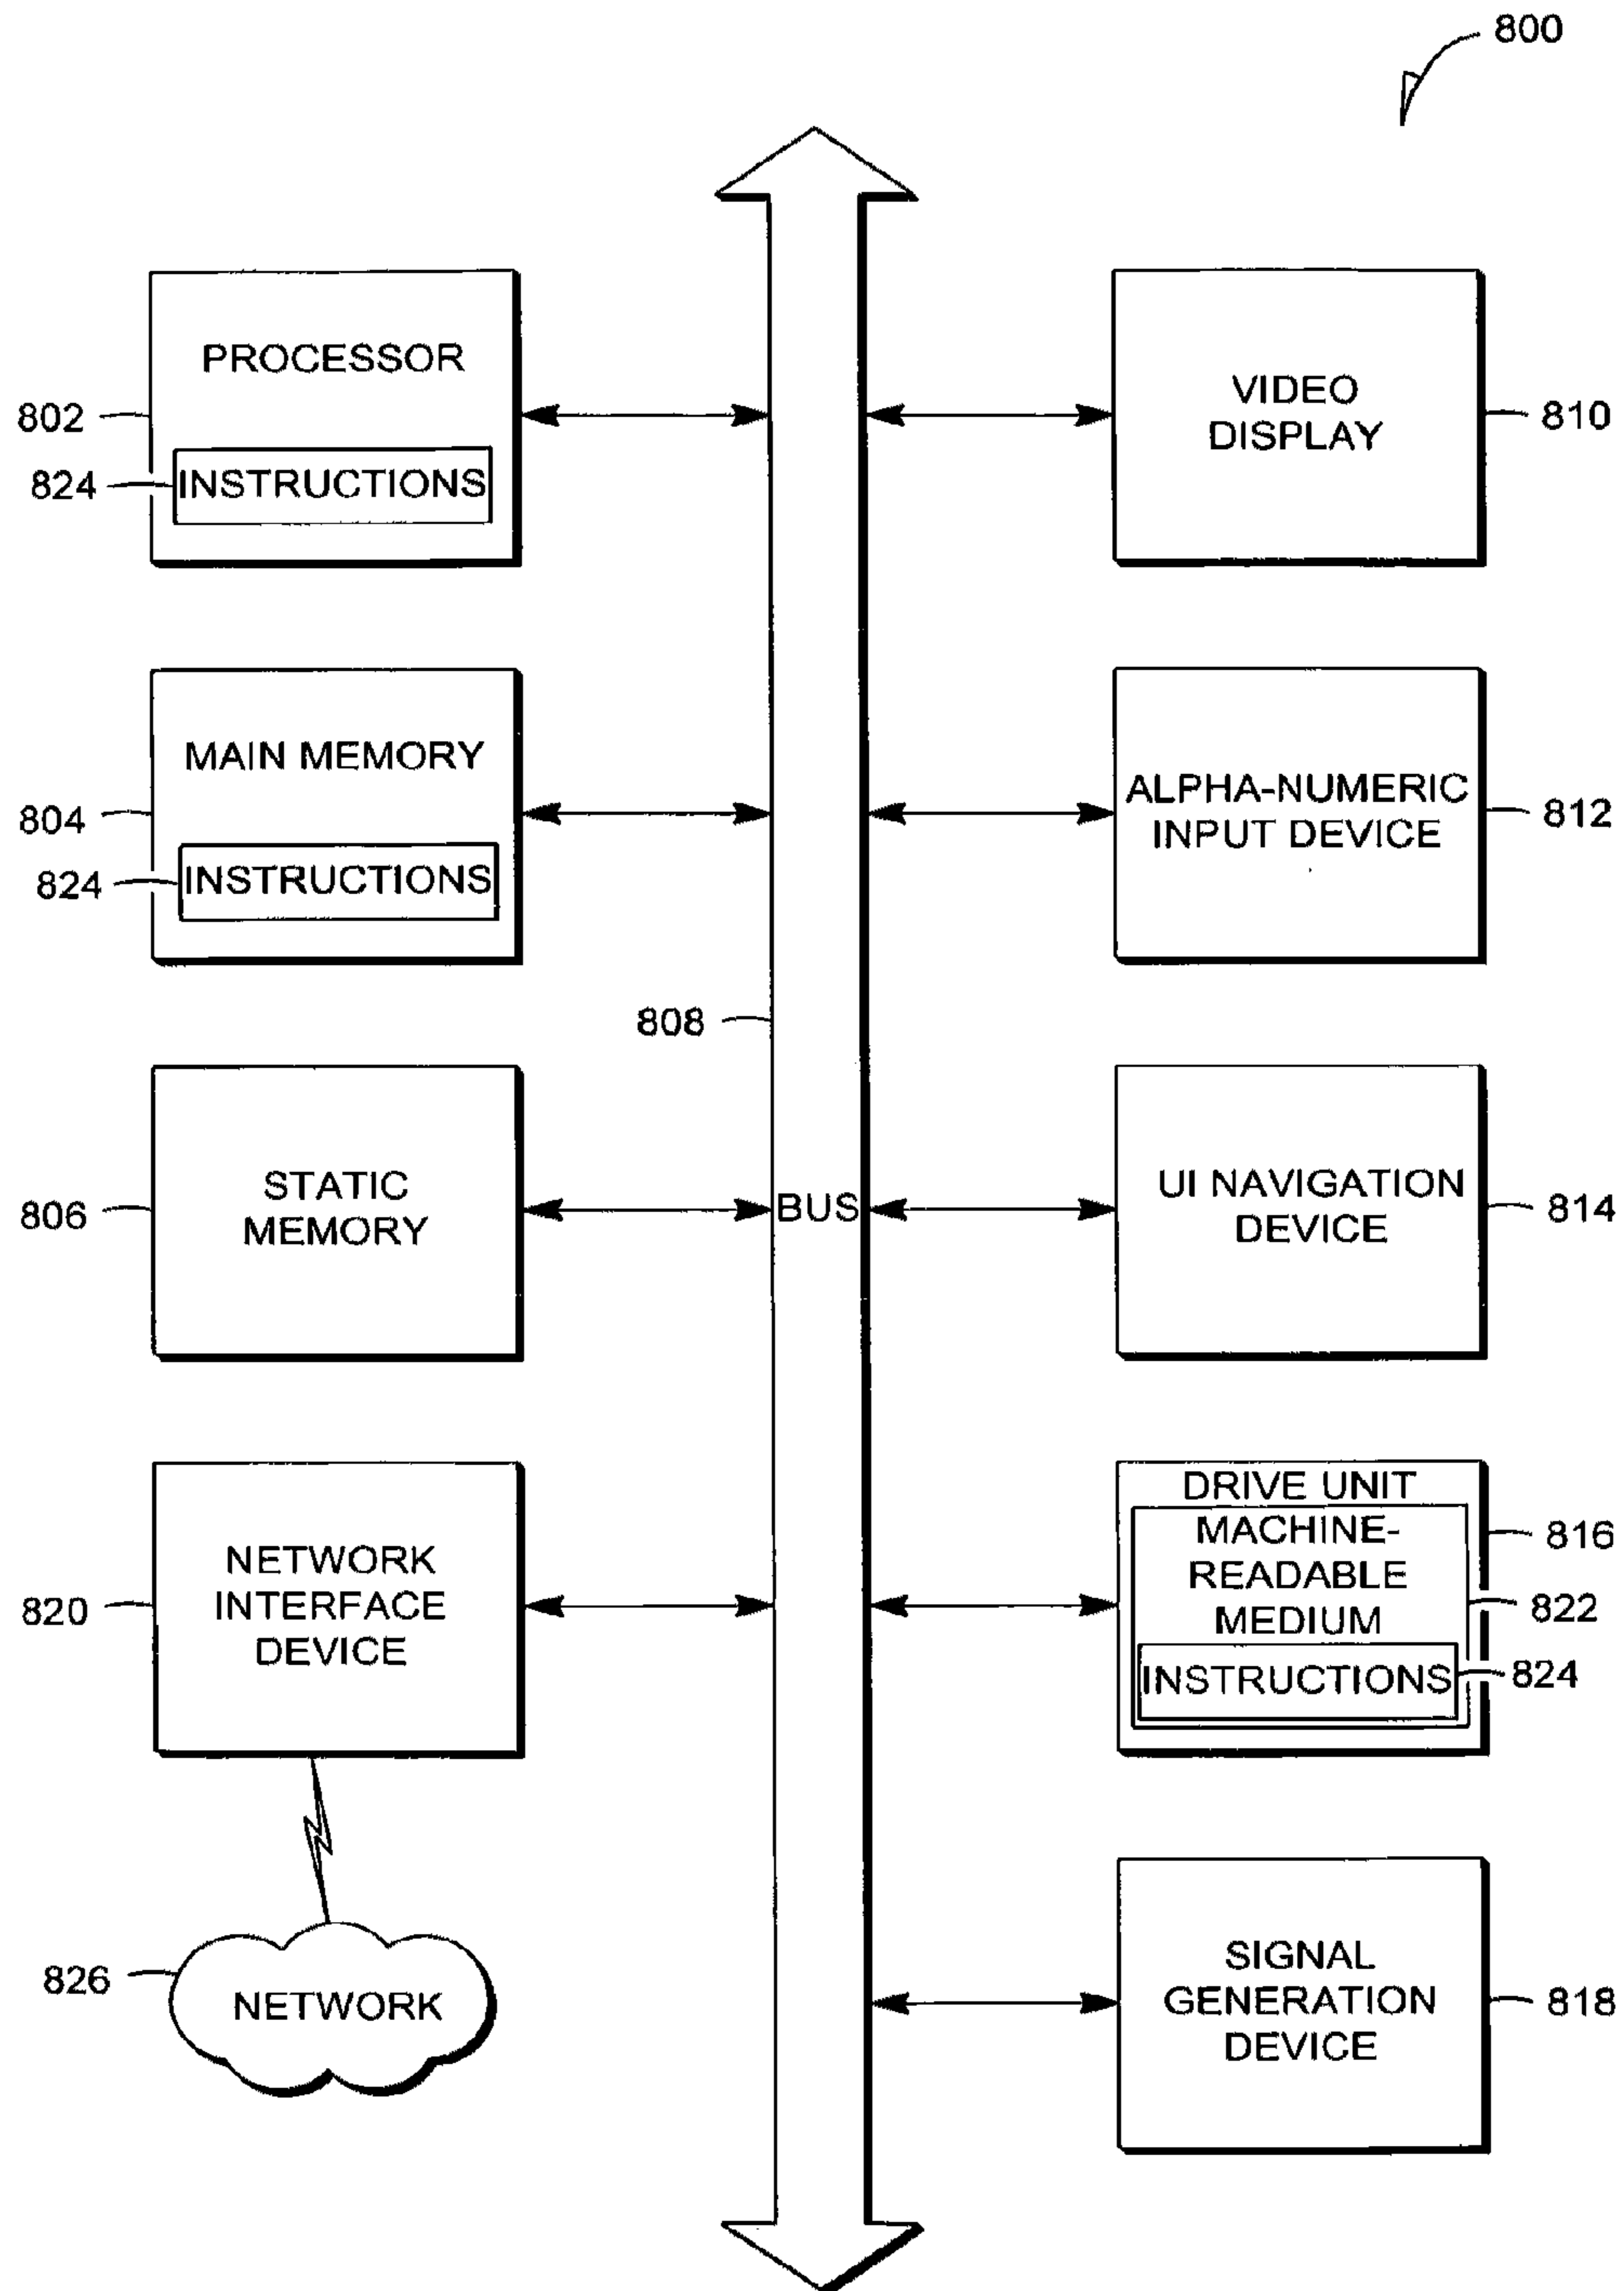 800
PROCESSOR
802
824
INSTRUCTIONS
VIDEO
DISPLAY
810
MAIN MEMORY
804
824
INSTRUCTIONS
ALPHA-NUMERIC
INPUT DEVICE
812
808
STATIC
MEMORY
806
BUS
UI NAVIGATION
DEVICE
814
NETWORK
INTERFACE
DEVICE
820
DRIVE UNIT
816
MACHINE-
READABLE
MEDIUM
822
INSTRUCTIONS
824
826
NETWORK
SIGNAL
GENERATION
DEVICE
818